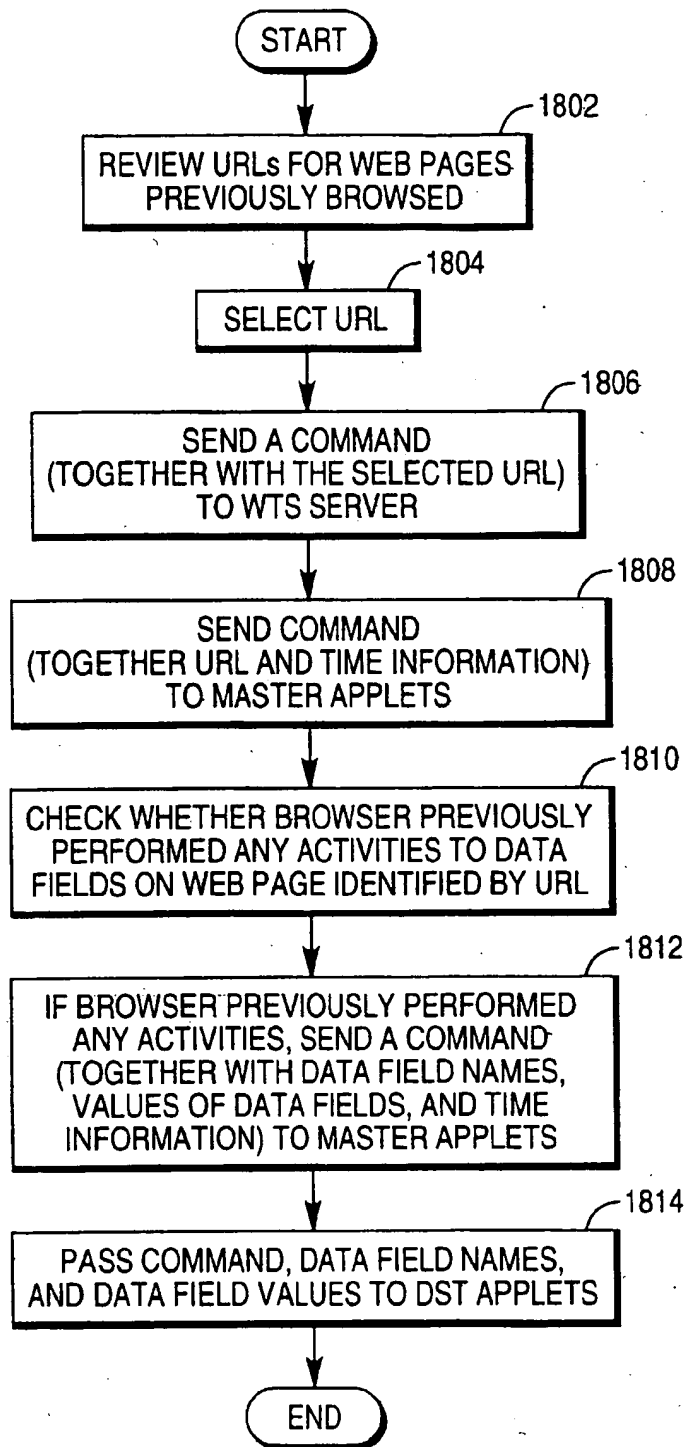 START
1802
REVIEW URLs FOR WEB PAGES
PREVIOUSLY BROWSED
1804
SELECT URL
1806
SEND A COMMAND
(TOGETHER WITH THE SELECTED URL)
TO WTS SERVER
1808
SEND COMMAND
(TOGETHER URL AND TIME INFORMATION)
TO MASTER APPLETS
1810
CHECK WHETHER BROWSER PREVIOUSLY
PERFORMED ANY ACTIVITIES TO DATA
FIELDS ON WEB PAGE IDENTIFIED BY URL
1812
IF BROWSER PREVIOUSLY PERFORMED
ANY ACTIVITIES, SEND A COMMAND
(TOGETHER WITH DATA FIELD NAMES,
VALUES OF DATA FIELDS, AND TIME
INFORMATION) TO MASTER APPLETS
1814
PASS COMMAND, DATA FIELD NAMES,
AND DATA FIELD VALUES TO DST APPLETS
END